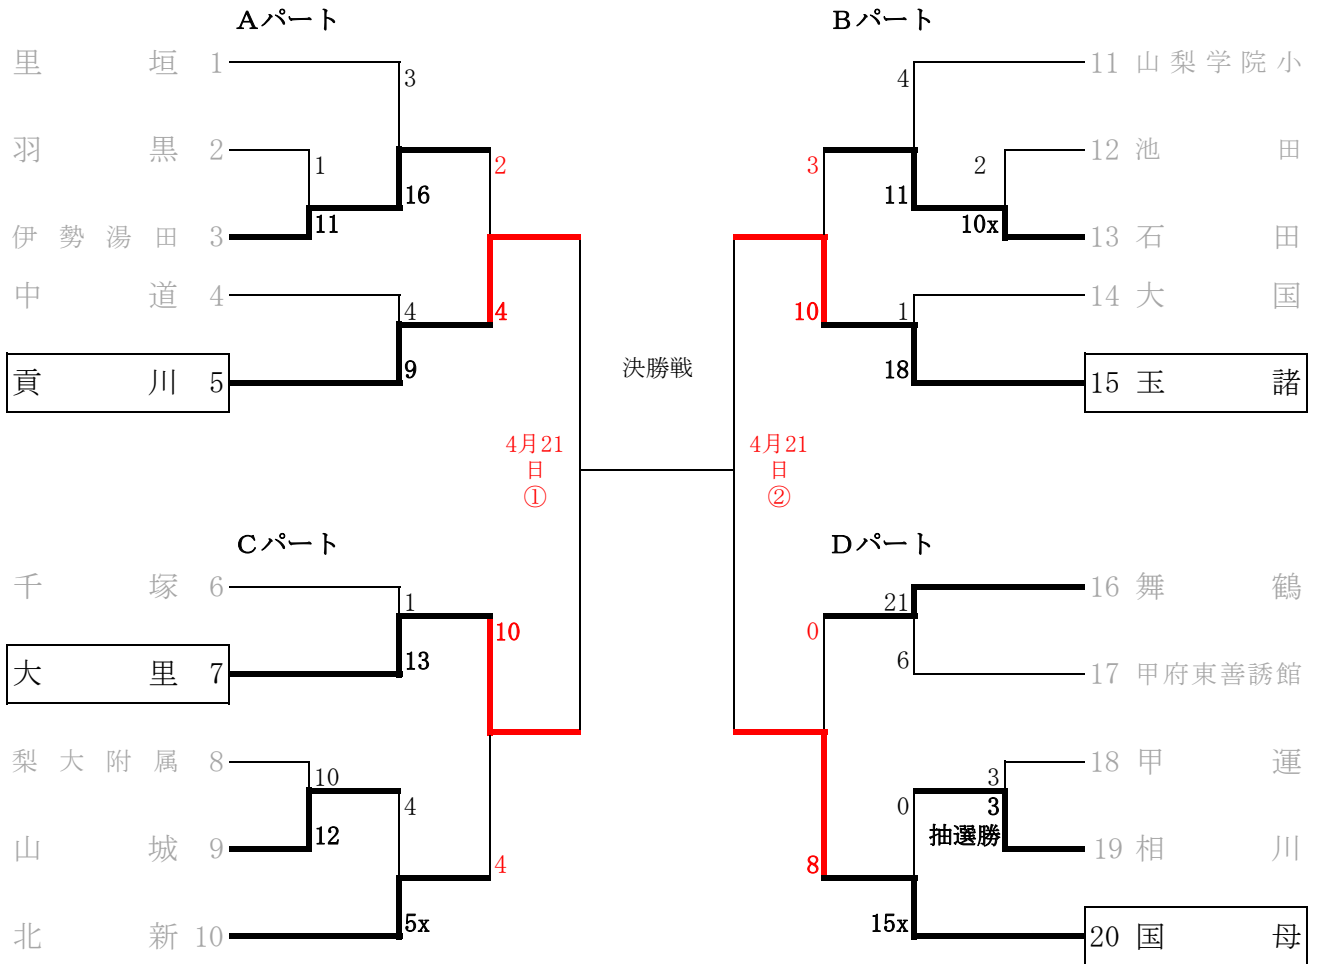 Aパート
Bパート
里垣 1
3
4
11 山梨学院小
羽黒 2
1
2
3
2
12 池田
16
11
11
10x
伊勢湯田 3
13 石田
中道 4
4
4
10
1
14 大国
貢川 5
9
決勝戦
18
15 玉諸
4月21
日
①
4月21
日
②
Cパート
Dパート
千塚 6
1
21
16 舞鶴
10
0
大里 7
13
6
17 甲府東善誘館
梨大附属 8
10
4
0
3
18 甲運
山城 9
12
3
抽選勝
19 相川
4
8
北新 10
5x
15x
20 国母